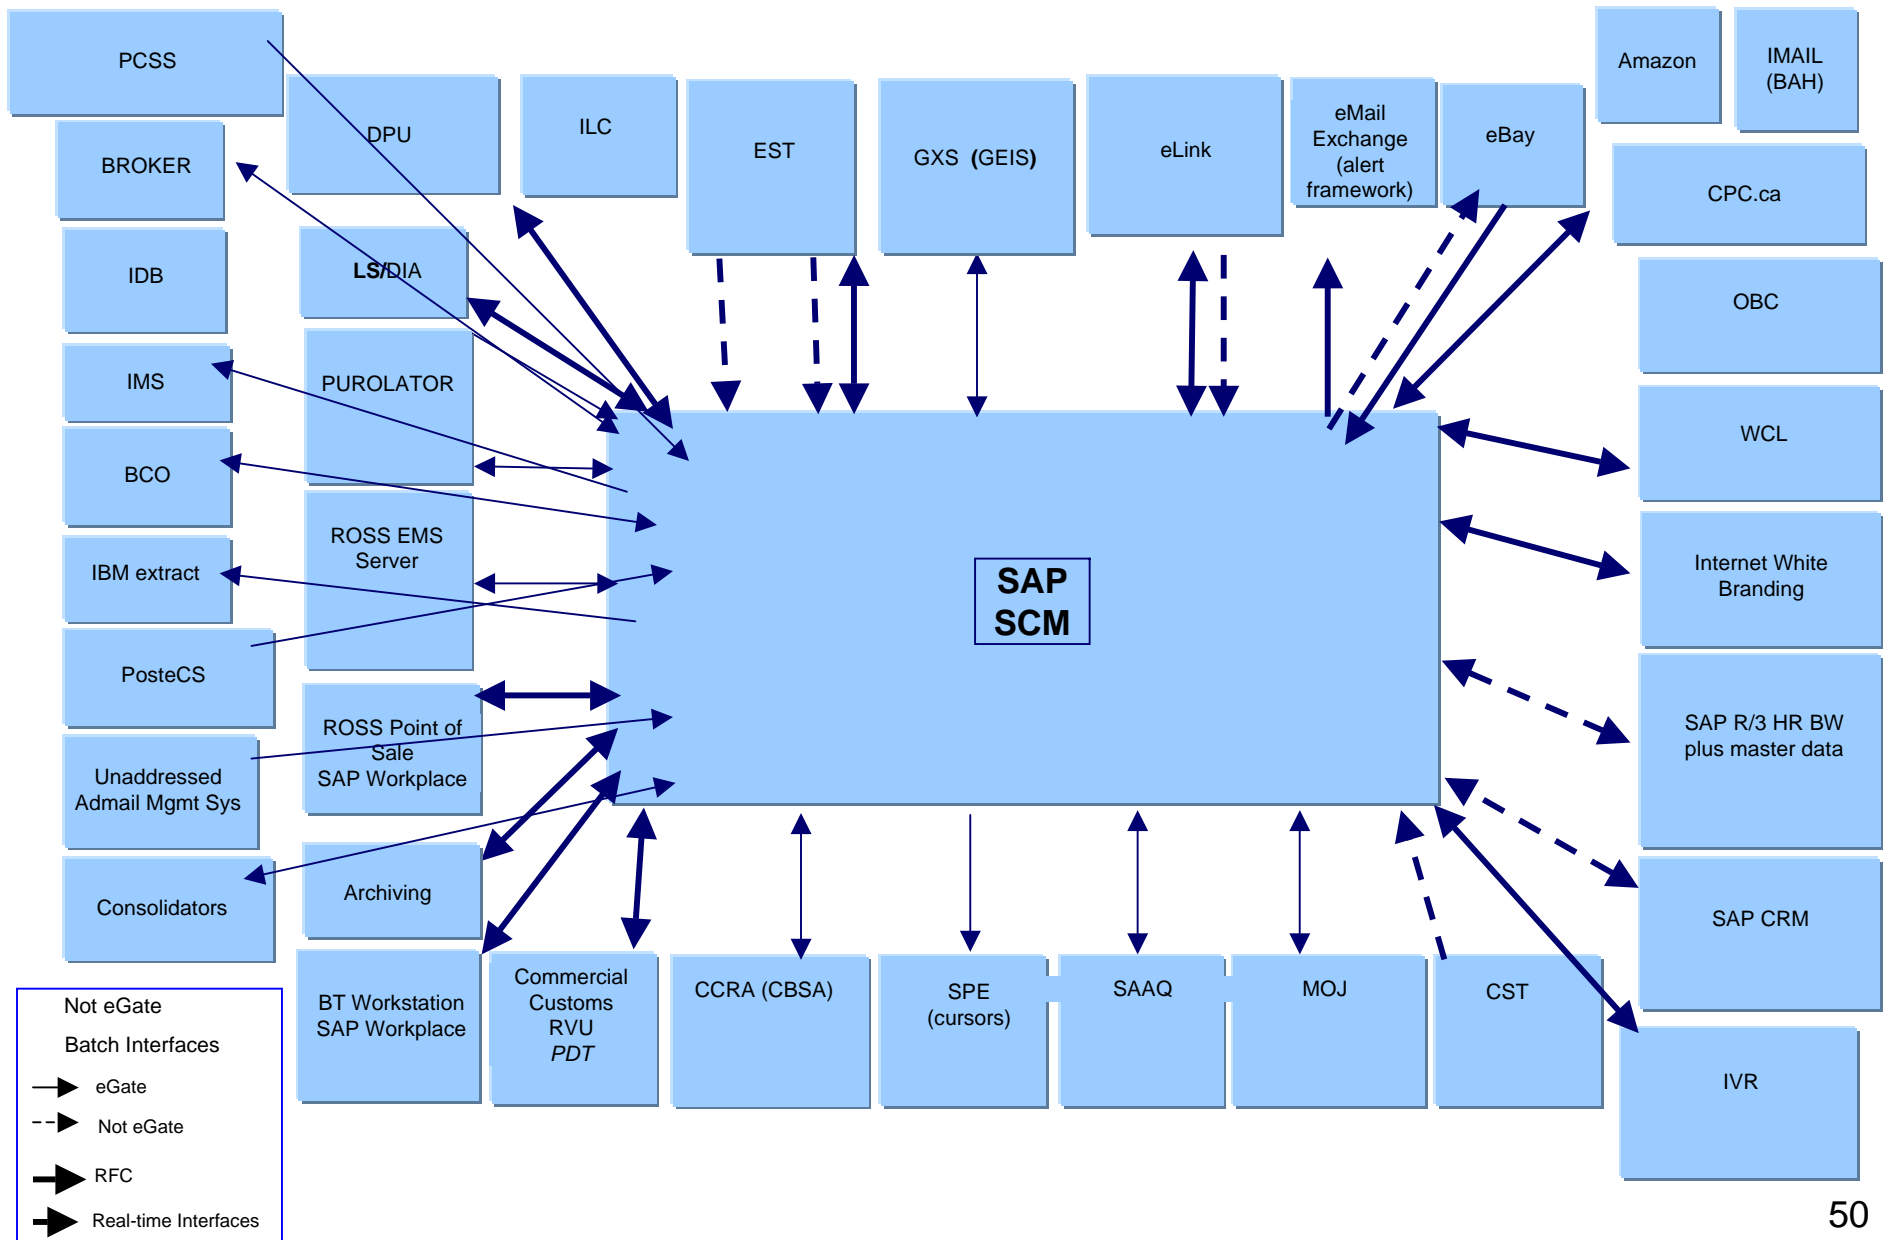 PCSS
DPU
ILC
EST
GXS (GEIS)
eLink
eMail
Exchange
(alert
framework)
eBay
Amazon
IMAIL
(BAH)
BROKER
CPC.ca
IDB
LS/DIA
OBC
IMS
PUROLATOR
WCL
BCO
ROSS EMS
Server
IBM extract
SAP
SCM
Internet White
Branding
PosteCS
ROSS Point of
Sale
SAP Workplace
SAP R/3 HR BW
plus master data
Unaddressed
Admail Mgmt Sys
Archiving
Consolidators
SAP CRM
BT Workstation
SAP Workplace
Commercial
Customs
RVU
PDT
CCRA (CBSA)
SPE
(cursors)
SAAQ
MOJ
CST
IVR
Not eGate
Batch Interfaces
eGate
Not eGate
RFC
Real-time Interfaces
50